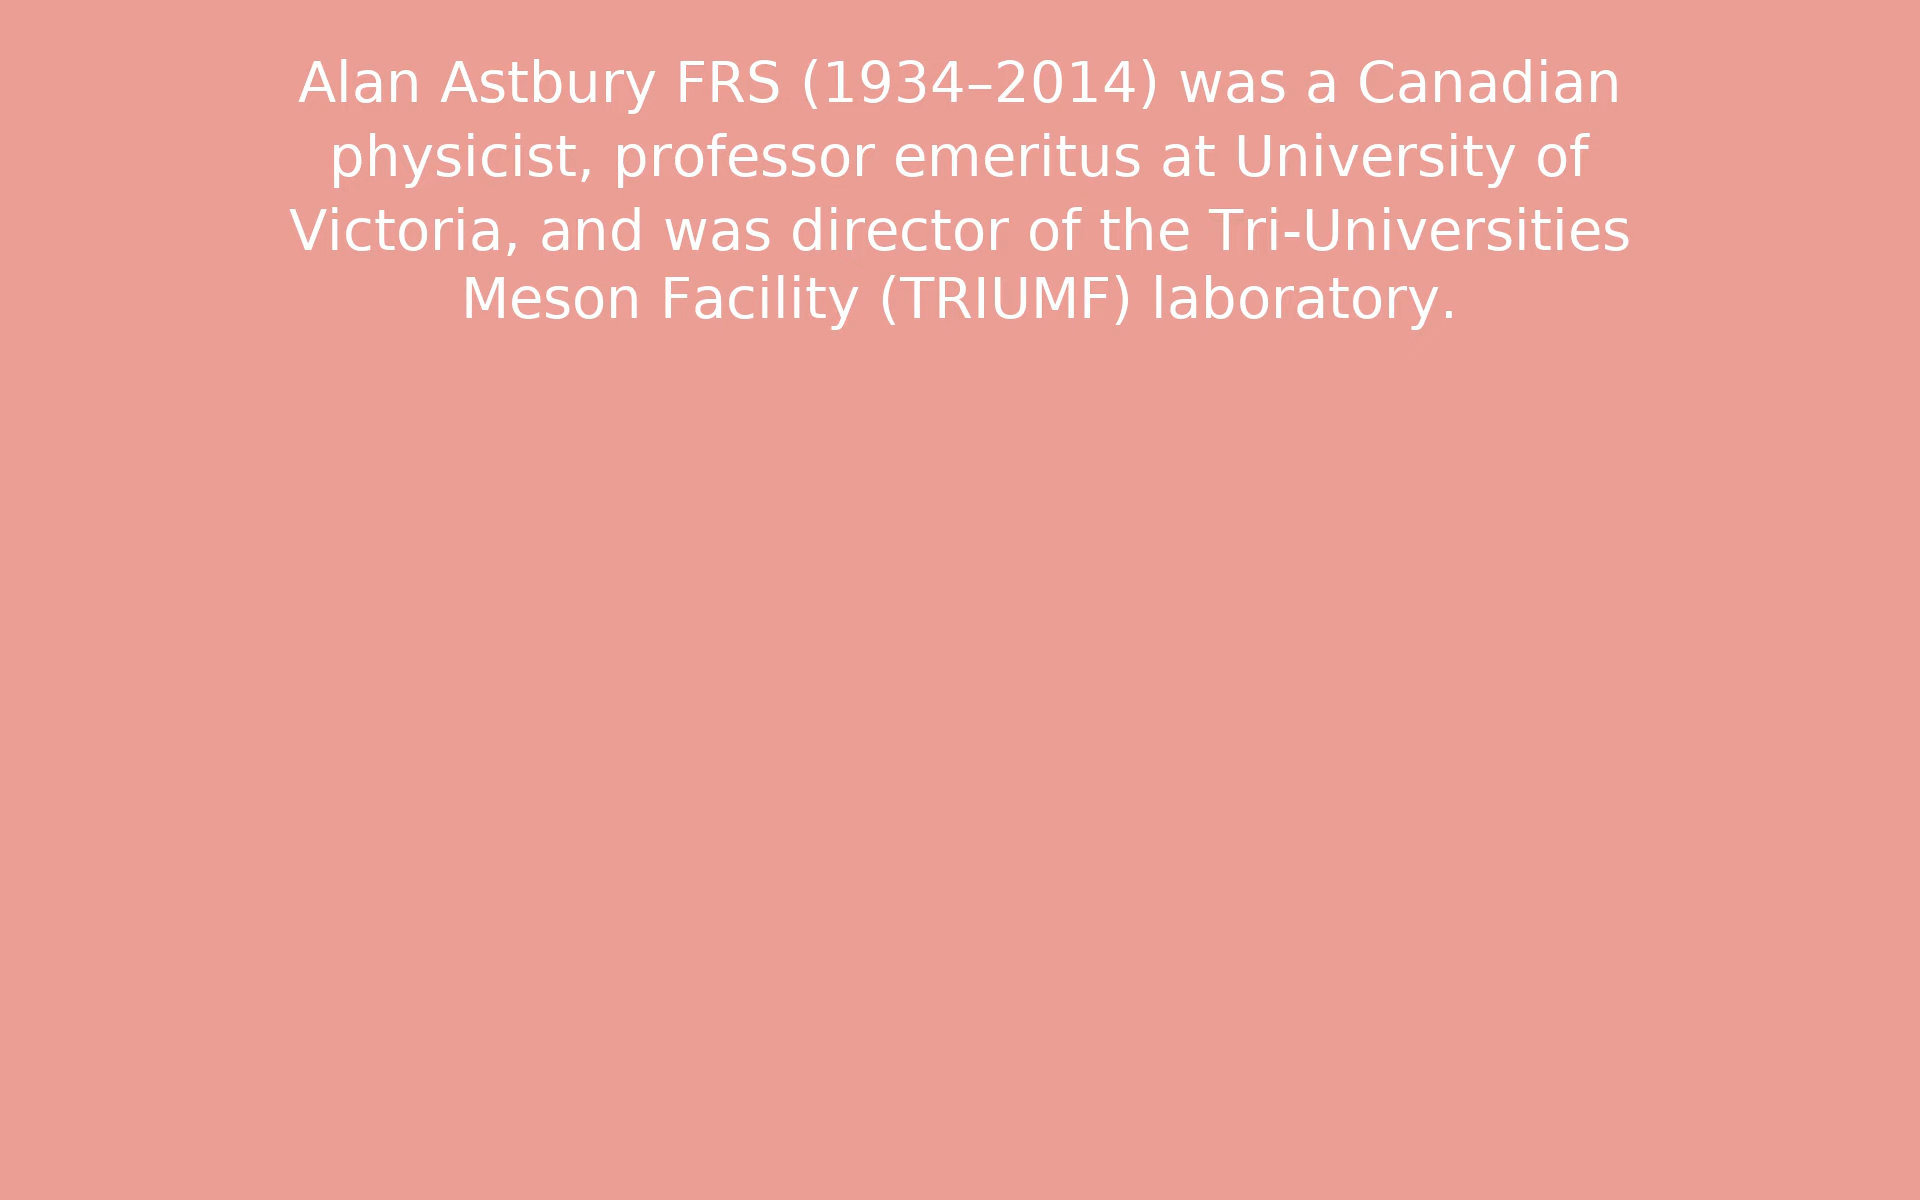 Alan Astbury FRS (1934–2014) was a Canadian
physicist, professor emeritus at University of
Victoria, and was director of the Tri-Universities
Meson Facility (TRIUMF) laboratory.